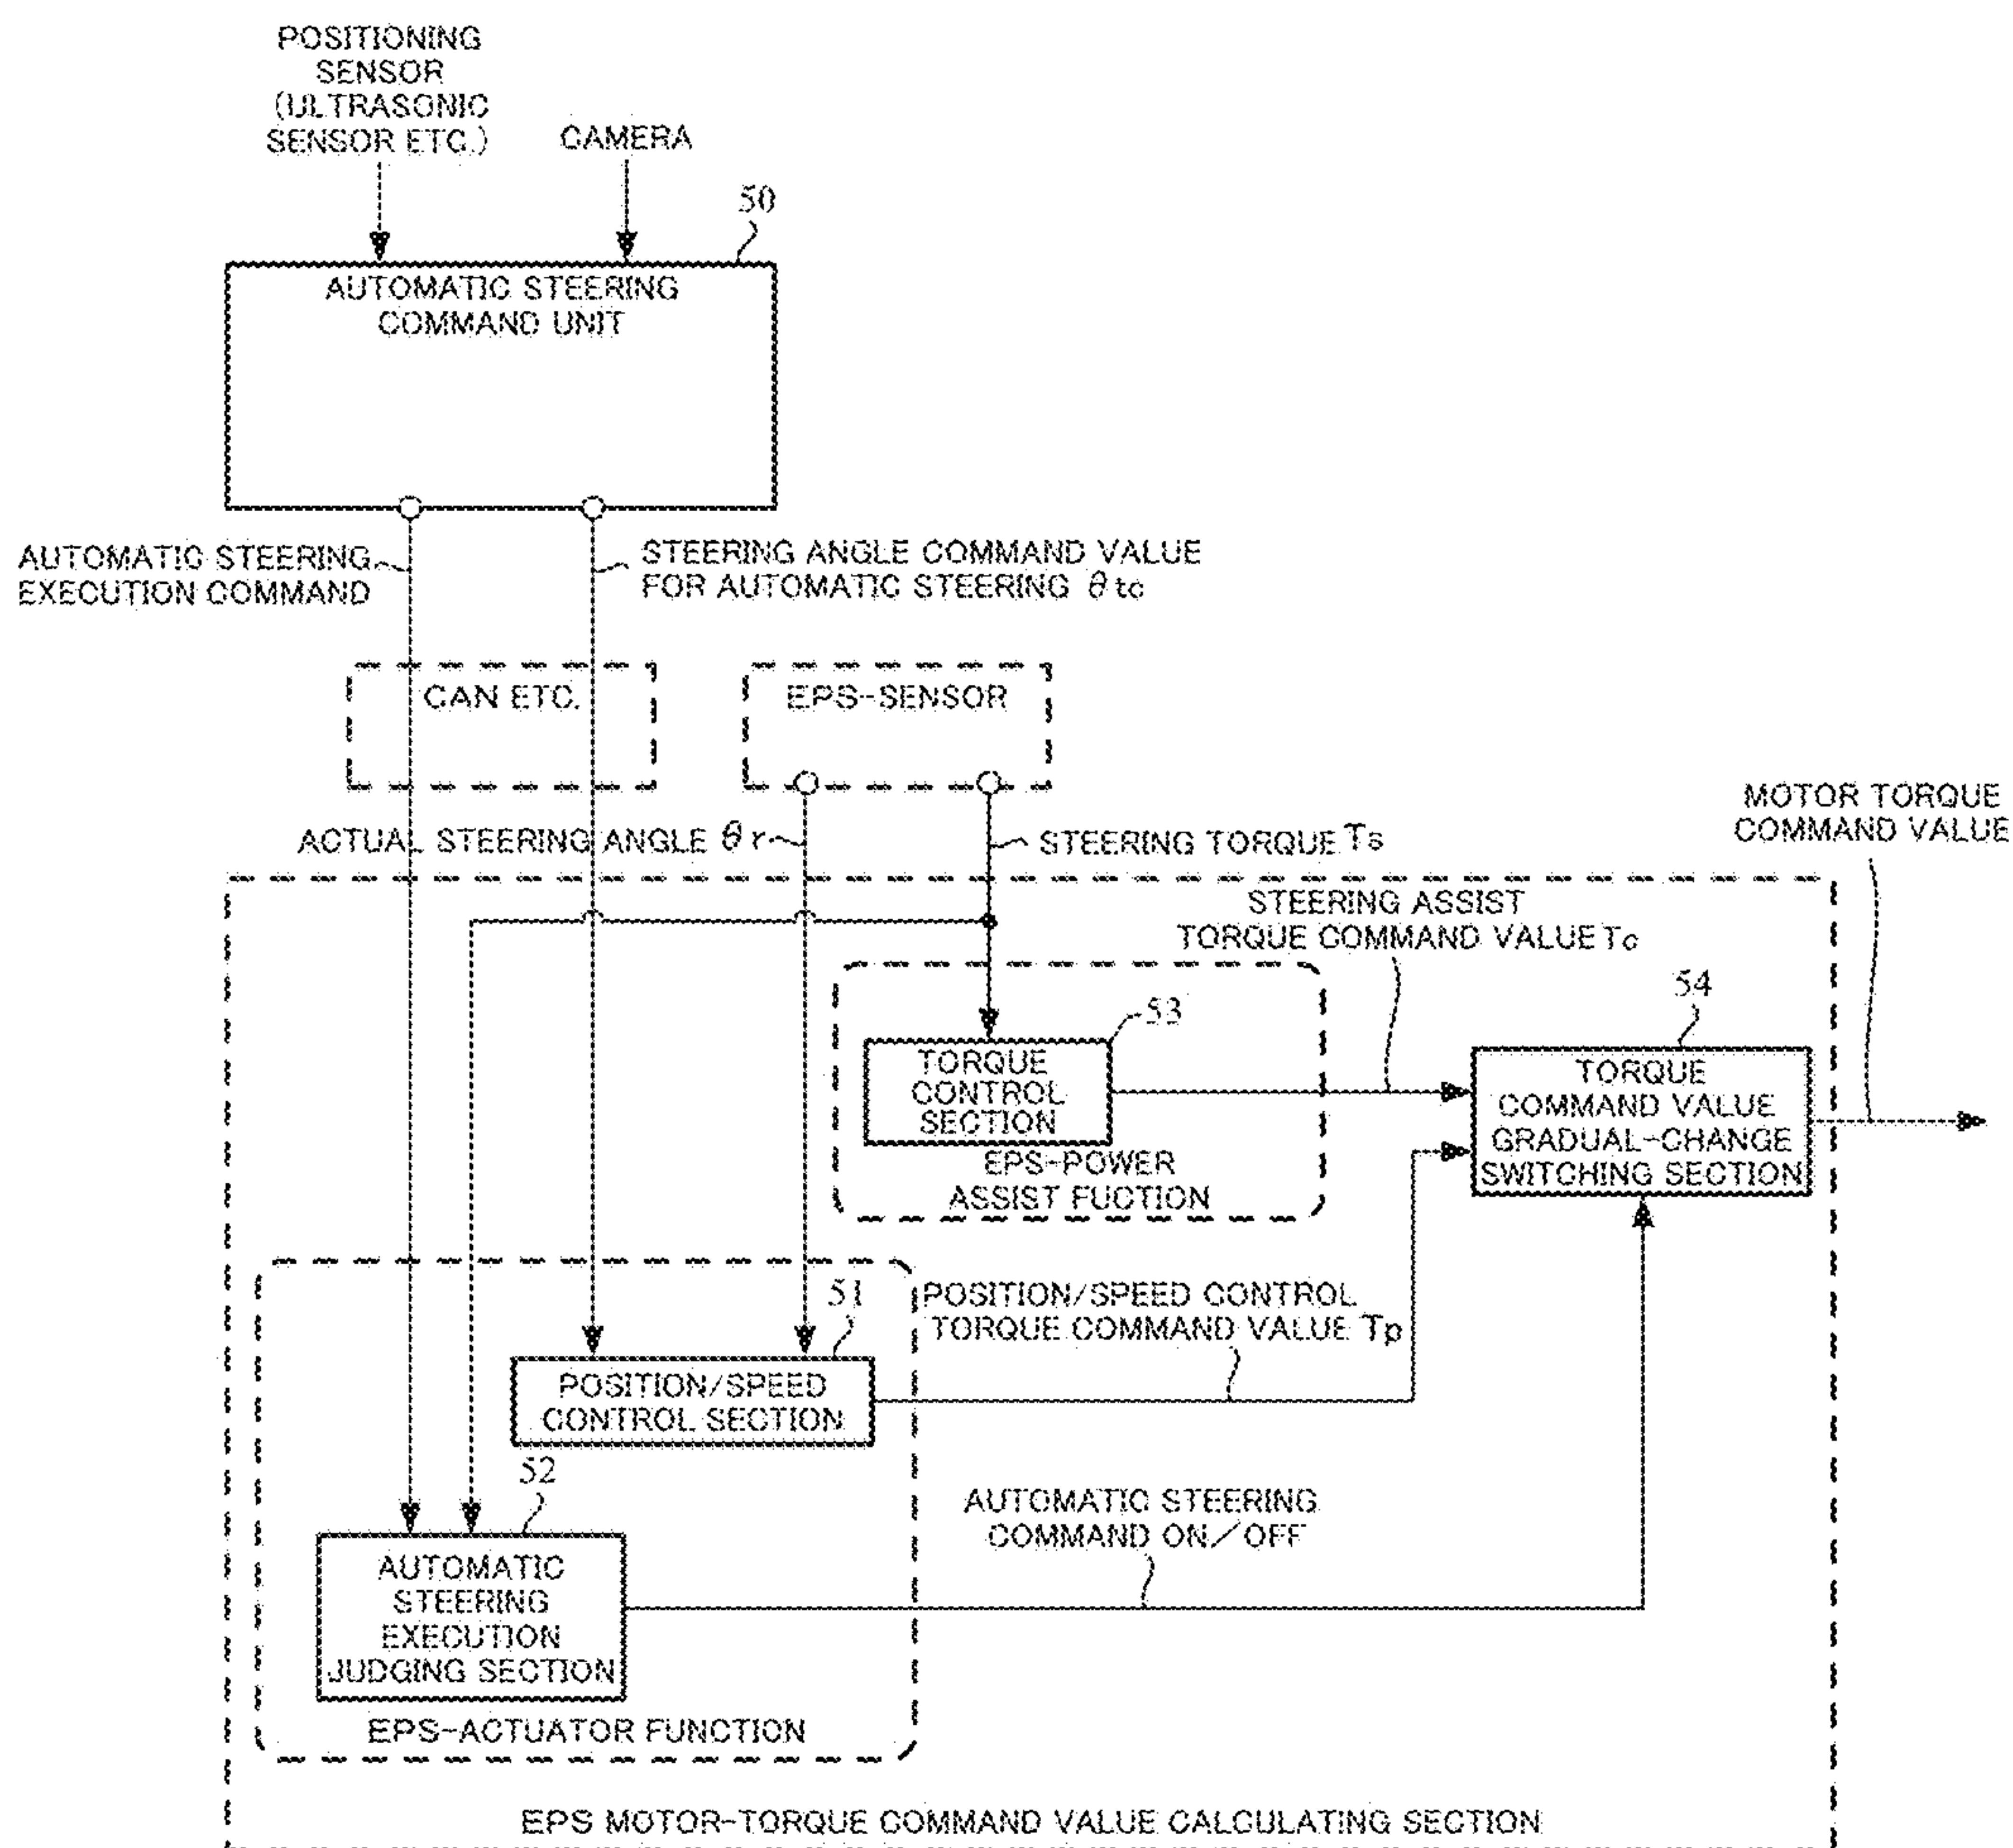 POSITIONING
SENSOR
(ULTRASONIC
SENSOR ETC.)
CAMERA
50
AUTOMATIC STEERING
COMMAND UNIT
AUTOMATIC STEERING
EXECUTION COMMAND
STEERING ANGLE COMMAND VALUE
FOR AUTOMATIC STEERING θtc
CAN ETC.
EPS-SENSOR
ACTUAL STEERING ANGLE θr
STEERING TORQUE Ts
MOTOR TORQUE
COMMAND VALUE
STEERING ASSIST
TORQUE COMMAND VALUE Tc
53
TORQUE
CONTROL
SECTION
EPS-POWER
ASSIST FUCTION
54
TORQUE
COMMAND VALUE
GRADUAL-CHANGE
SWITCHING SECTION
51
POSITION/SPEED CONTROL
TORQUE COMMAND VALUE Tp
POSITION/SPEED
CONTROL SECTION
52
AUTOMATIC STEERING
COMMAND ON/OFF
AUTOMATIC
STEERING
EXECUTION
JUDGING SECTION
EPS-ACTUATOR FUNCTION
EPS MOTOR-TORQUE COMMAND VALUE CALCULATING SECTION